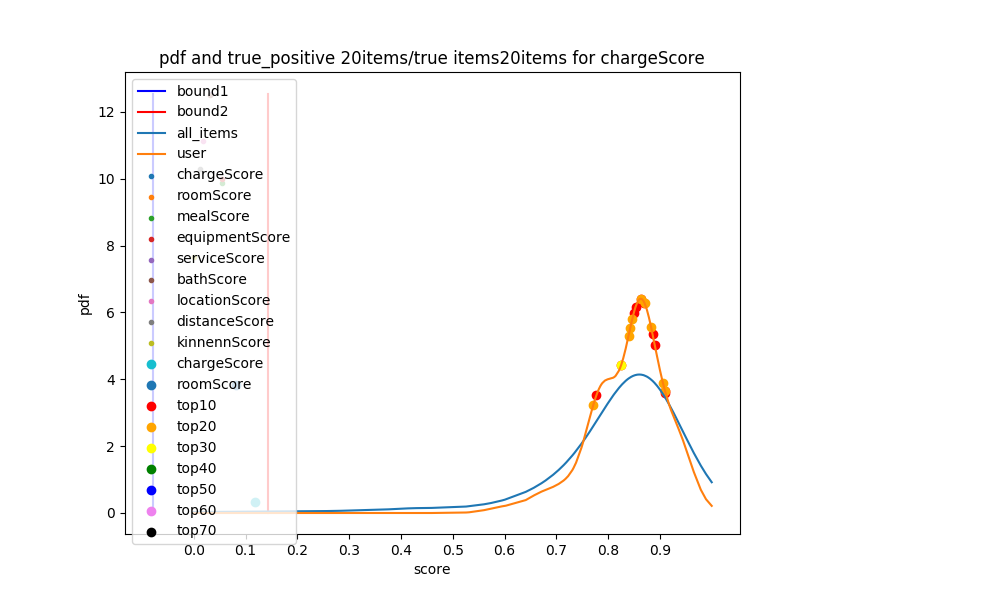 pdf and true_positive 20items/true items20items for chargeScore
pdf
12
10
8
6
4
2
0
bound1
bound2
all_items
user
chargeScore
roomScore
mealScore
equipmentScore
serviceScore
bathScore
locationScore
distanceScore
kinnennScore
chargeScore
roomScore
top10
top20
top30
top40
top50
top60
top70
0.0 0.1 0.2 0.3 0.4 0.5 0.6 0.7 0.8 0.9
score